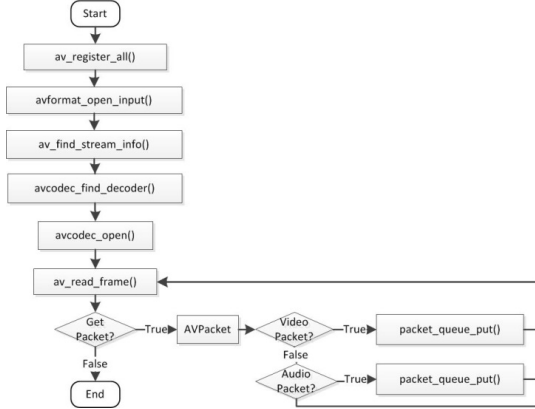 Start
av_register_all()
avformat_open_input()
av_find_stream_info()
avcodec_find_decoder()
avcodec_open()
av_read_frame()
Get
Packet?
True
AVPacket
Video
Packet?
True
packet_queue_put()
False
False
Audio
Packet?
True
packet_queue_put()
End